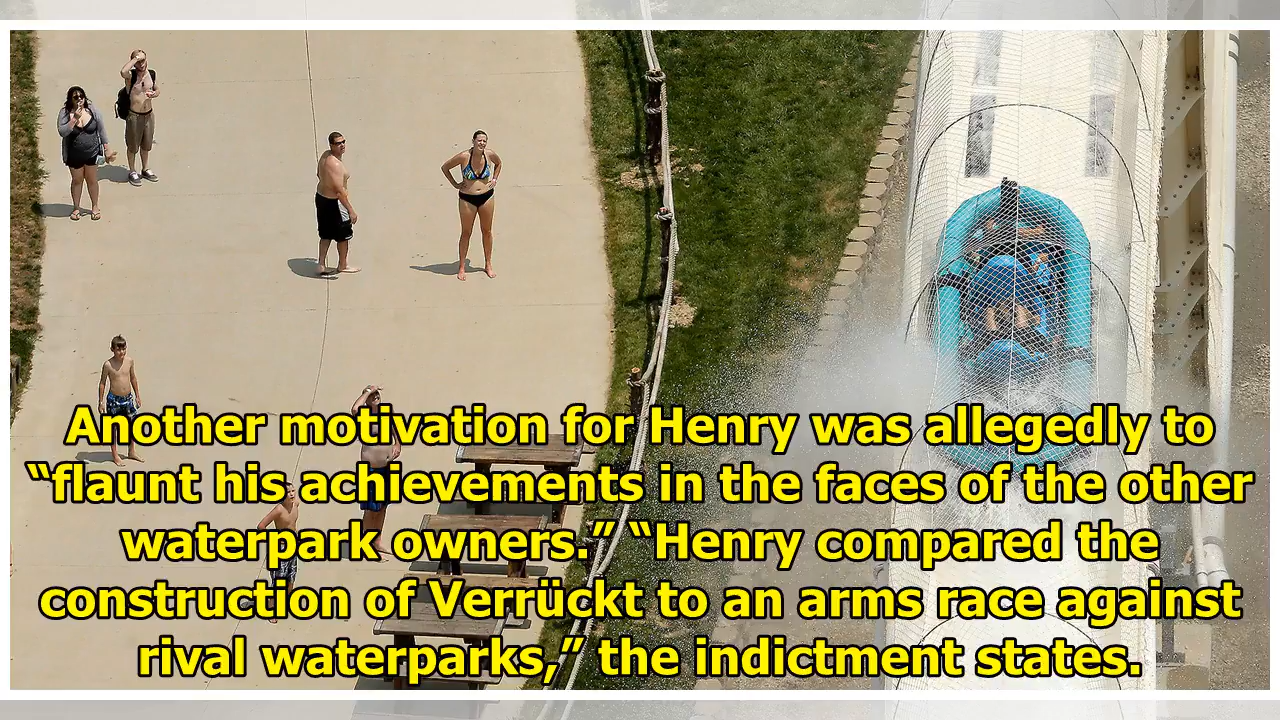 Another motivation for Henry was allegedly to
“flaunt his achievements in the faces of the other
waterpark owners.” “Henry compared the
construction of Verrückt to an arms race against
rival waterparks,” the indictment states.